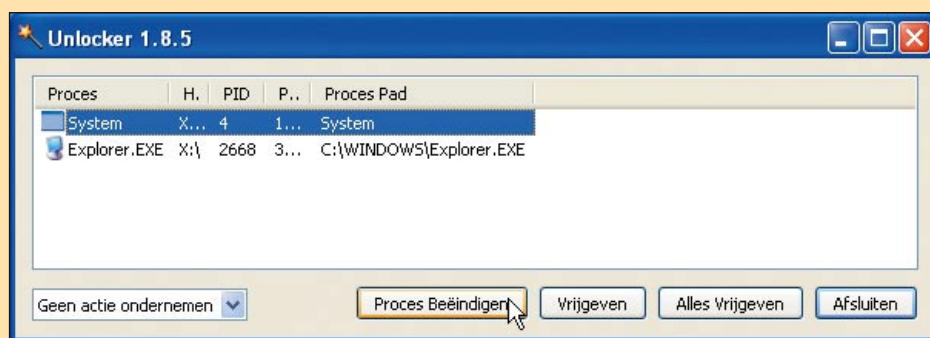 Unlocker 1.8.5
Proces H. PID P.. Proces Pad
System X... 4 1... System
Explorer.EXE X:\ 2668 3... C:\WINDOWS\Explorer.EXE
Geen actie ondernemen Proces Beëindigen Vrijgeven Alles Vrijgeven Afsluiten